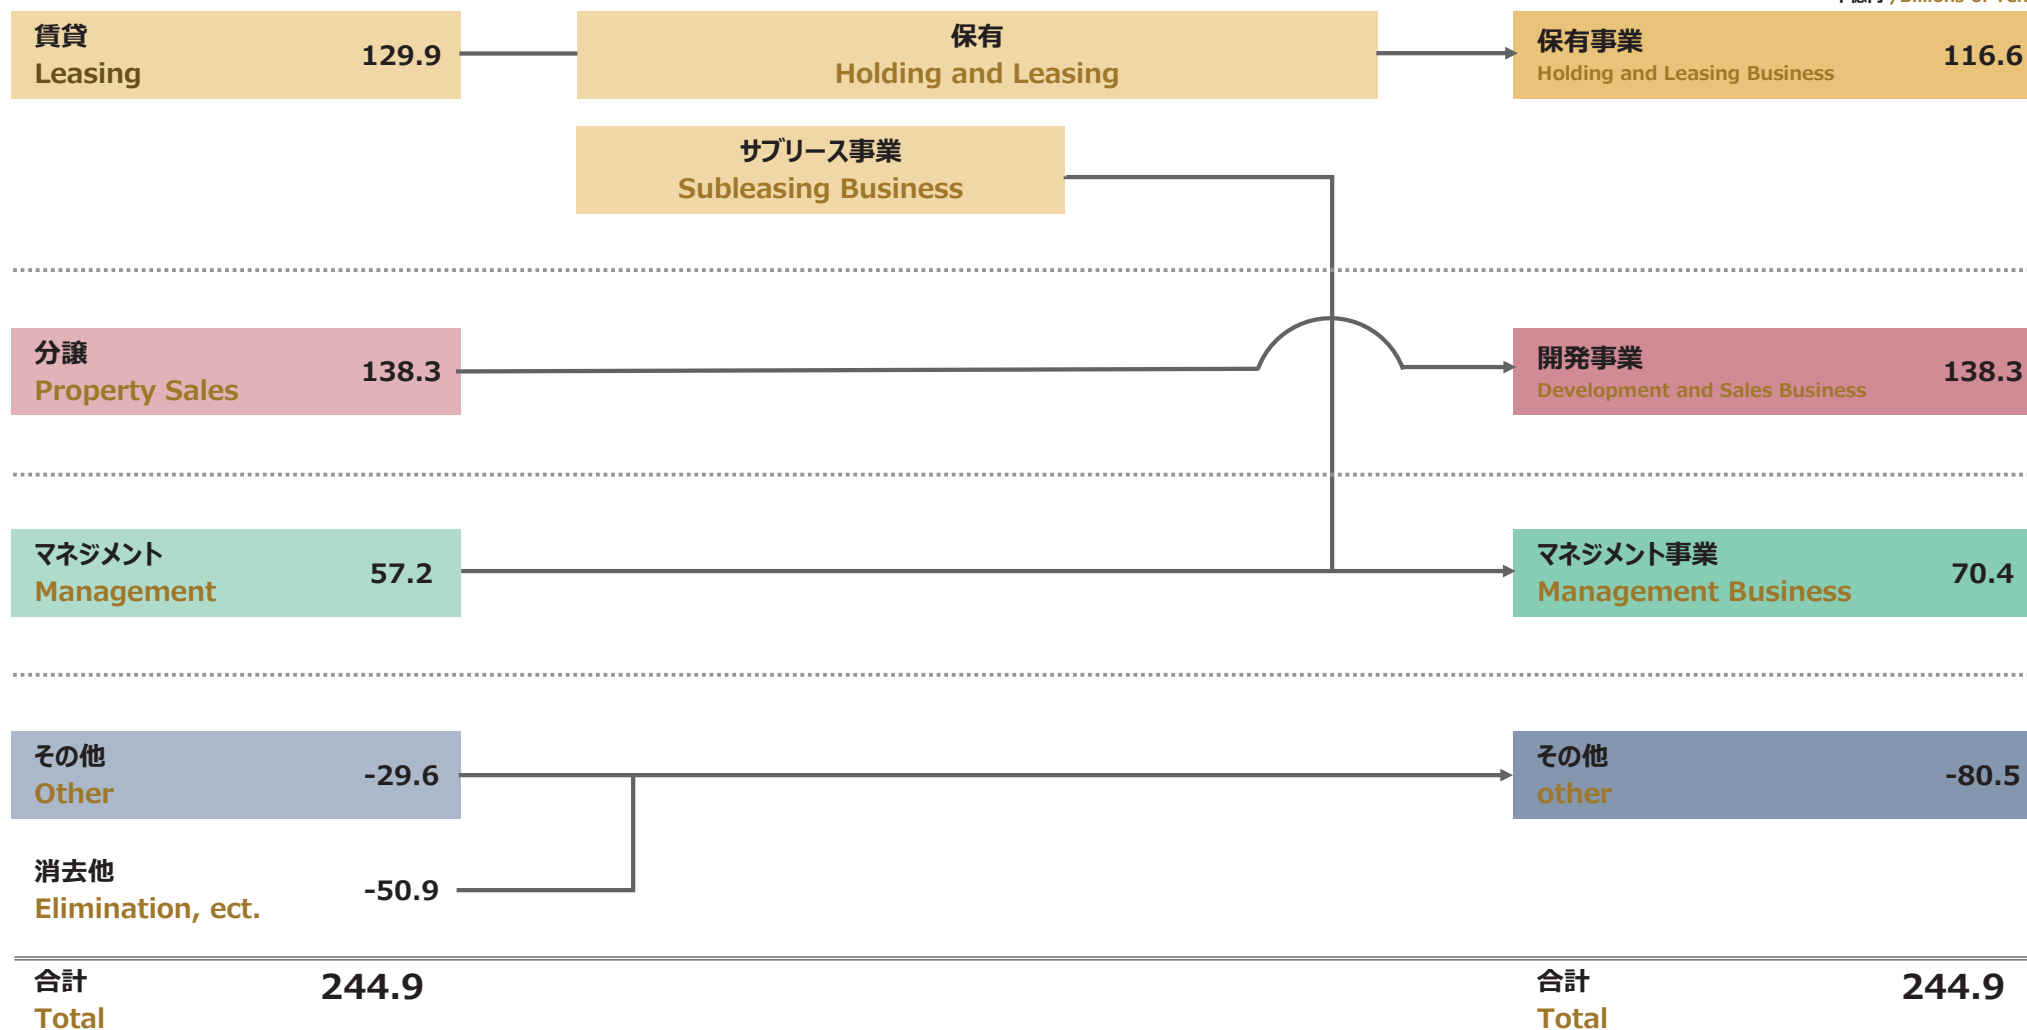 賃貸
Leasing
129.9
保有
Holding and Leasing
保有事業
Holding and Leasing Business
116.6
サブリース事業
Subleasing Business
分譲
Property Sales
138.3
開発事業
Development and Sales Business
138.3
マネジメント
Management
57.2
マネジメント事業
Management Business
70.4
その他
Other
-29.6
その他
other
-80.5
消去他
Elimination, ect.
-50.9
合計
Total
244.9
合計
Total
244.9